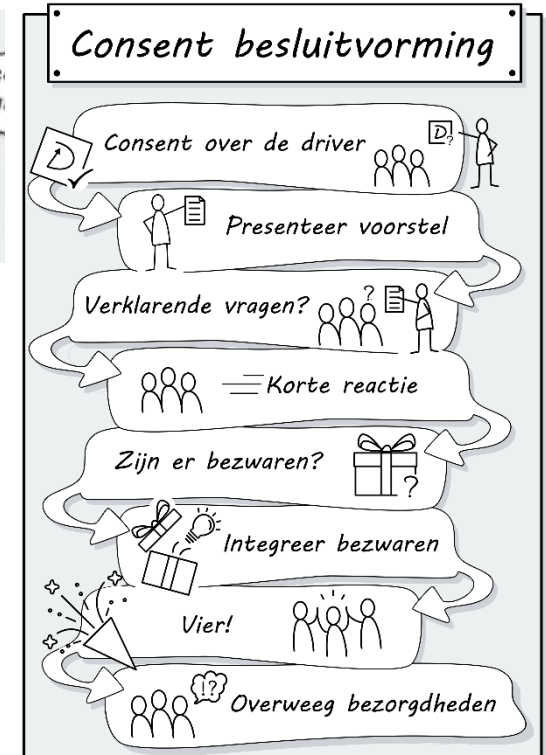 Consent besluitvorming
Consent over de driver
D
D?
Presenteer voorstel
Verklarende vragen?
?
Korte reactie
Zijn er bezwaren?
?
Integreer bezwaren
Vier!
!?
Overweeg bezorgdheden